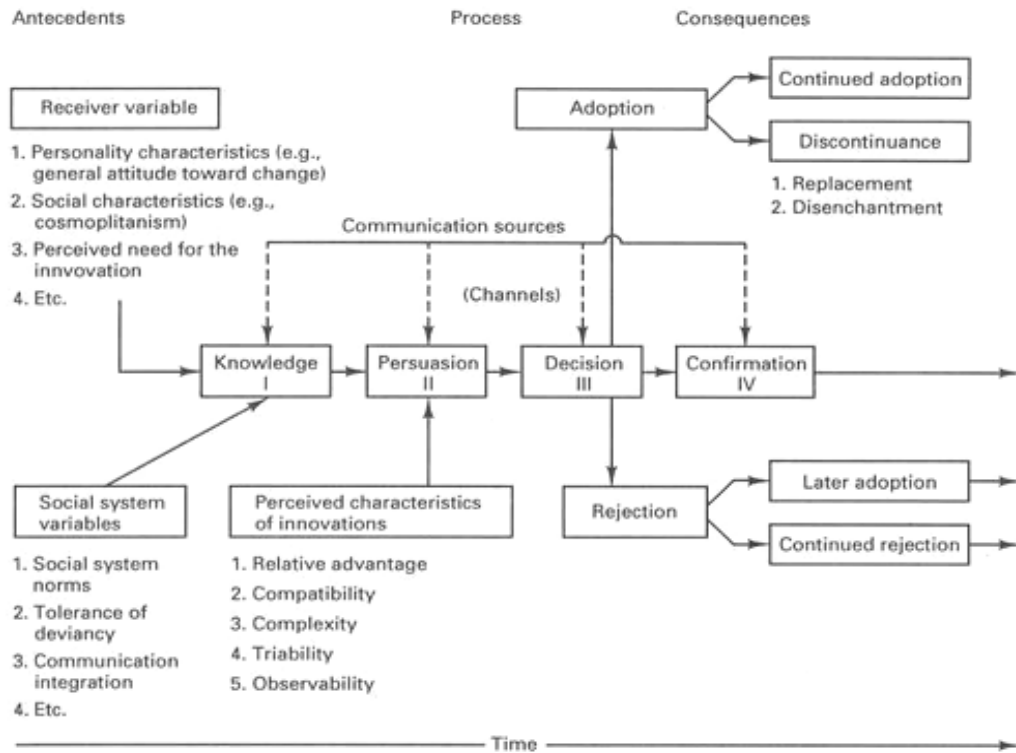 Antecedents
Process
Consequences
Receiver variable
1. Personality characteristics (e.g.,
general attitude toward change)
2. Social characteristics (e.g.,
cosmoplitanism)
3. Perceived need for the
innvovation
4. Etc.
Adoption
Continued adoption
Discontinuance
1. Replacement
2. Disenchantment
Communication sources
(Channels)
Knowledge
I
Persuasion
II
Decision
III
Confirmation
IV
Social system
variables
1. Social system
norms
2. Tolerance of
deviancy
3. Communication
integration
4. Etc.
Perceived characteristics
of innovations
1. Relative advantage
2. Compatibility
3. Complexity
4. Triability
5. Observability
Rejection
Later adoption
Continued rejection
Time